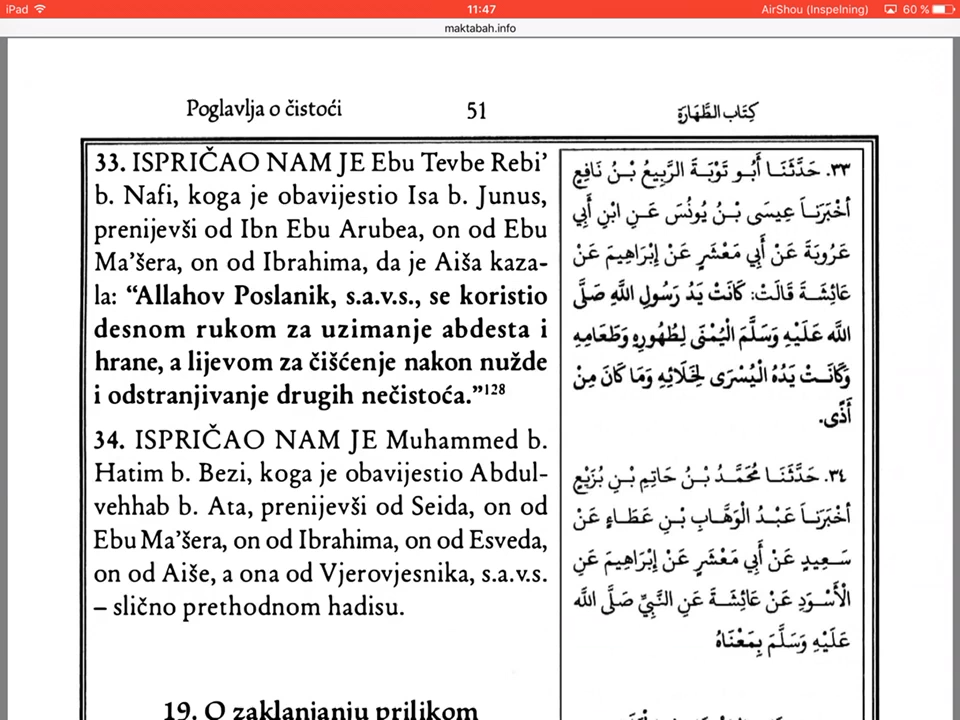 iPad 11:47 AirShou (Inspelning) 60 %
maktabah.info
Poglavlja o čistoći 51 كِتَاب الطَّهَارَةِ
33. ISPRIČAO NAM JE Ebu Tevbe Rebi’
b. Nafi, koga je obavijestio Isa b. Junus,
prenijevši od Ibn Ebu Arubea, on od Ebu
Ma’šera, on od Ibrahima, da je Aiša kaza-
la: “Allahov Poslanik, s.a.v.s., se koristio
desnom rukom za uzimanje abdesta i
hrane, a lijevom za čišćenje nakon nužde
i odstranjivanje drugih nečistoća.”128
34. ISPRIČAO NAM JE Muhammed b.
Hatim b. Bezi, koga je obavijestio Abdul-
vehhab b. Ata, prenijevši od Seida, on od
Ebu Ma’šera, on od Ibrahima, on od Esveda,
on od Aiše, a ona od Vjerovjesnika, s.a.v.s.
– slično prethodnom hadisu.
19. O zaklanjanju prilikom
٣٣. حَدَّثَنَا أَبُو تَوْبَةَ الرَّبِيعُ بْنُ نَافِعٍ
أَخْبَرَنَا عِيسَى بْنُ يُونُسَ عَنِ ابْنِ أَبِي
عَرُوبَةَ عَنْ أَبِي مَعْشَرٍ عَنْ إِبْرَاهِيمَ عَنْ
عَائِشَةَ قَالَتْ: كَانَتْ يَدُ رَسُولِ اللَّهِ صَلَّى
اللَّه عَلَيْهِ وَسَلَّمَ الْيُمْنَى لِطُهُورِهِ وَطَعَامِهِ
وَكَانَتْ يَدُهُ الْيُسْرَى لِخَلَائِهِ وَمَا كَانَ مِنْ
أَذًى.
٣٤. حَدَّثَنَا مُحَمَّدُ بْنُ حَاتِمِ بْنِ بُزَيْعٍ
أَخْبَرَنَا عَبْدُ الْوَهَّابِ بْنِ عَطَاءٍ عَنْ
سَعِيدٍ عَنْ أَبِي مَعْشَرٍ عَنْ إِبْرَاهِيمَ عَنِ
الْأَسْوَدِ عَنْ عَائِشَةَ عَنِ النَّبِيِّ صَلَّى اللَّه
عَلَيْهِ وَسَلَّمَ بِمَعْنَاهُ